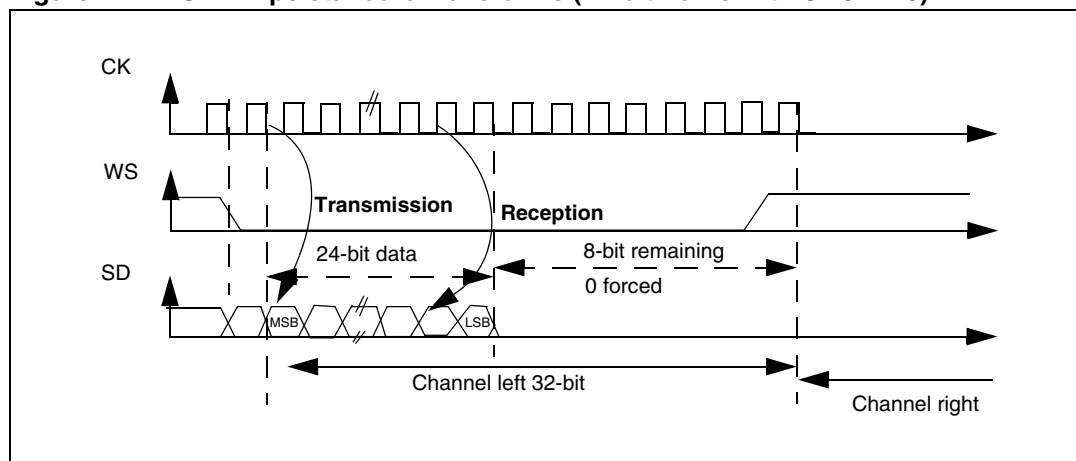 CK
WS
Transmission
Reception
24-bit data
8-bit remaining
SD
0 forced
MSB
LSB
Channel left 32-bit
Channel right